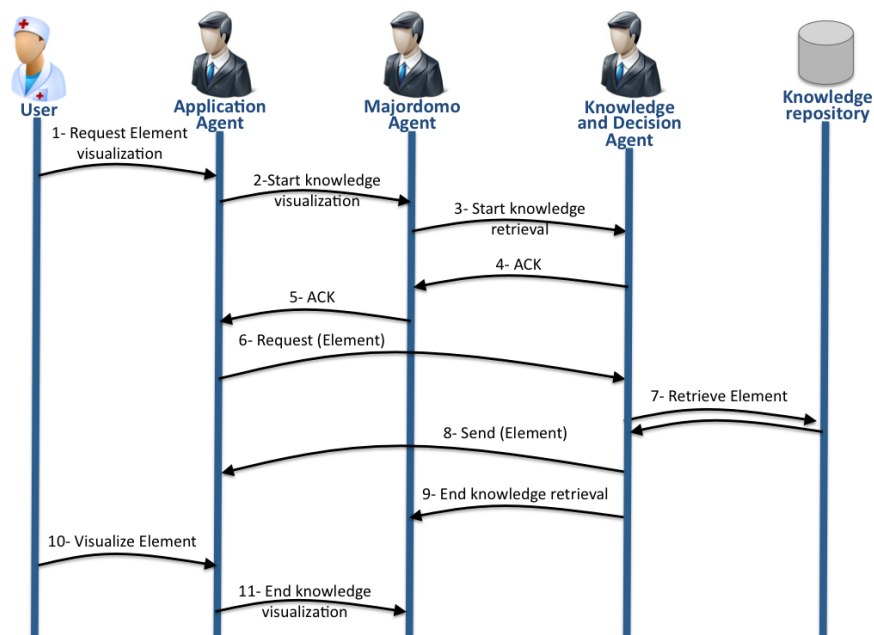 User
Application
Agent
Majordomo
Agent
Knowledge
and Decision
Agent
Knowledge
repository
1- Request Element
visualization
2-Start knowledge
visualization
3- Start knowledge
retrieval
4- ACK
5- ACK
6- Request (Element)
7- Retrieve Element
8- Send (Element)
9- End knowledge retrieval
10- Visualize Element
11- End knowledge
visualization